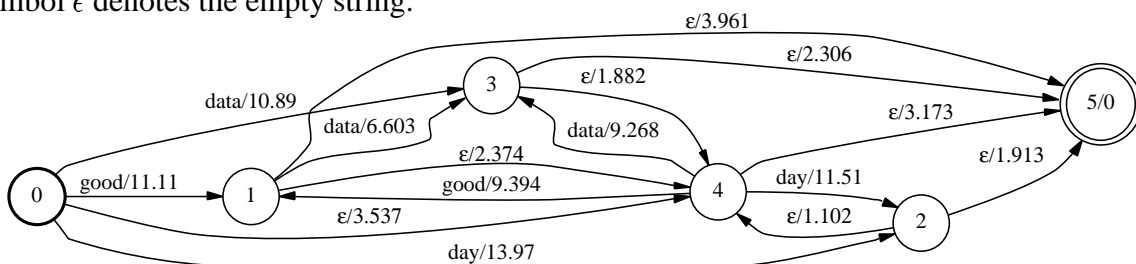 mbol ϵ denotes the empty string.
ε/3.961
ε/2.306
3
ε/1.882
5/0
data/10.89
data/6.603
data/9.268
ε/3.173
ε/2.374
ε/1.913
good/11.11
good/9.394
day/11.51
0
1
4
ε/3.537
ε/1.102
2
day/13.97